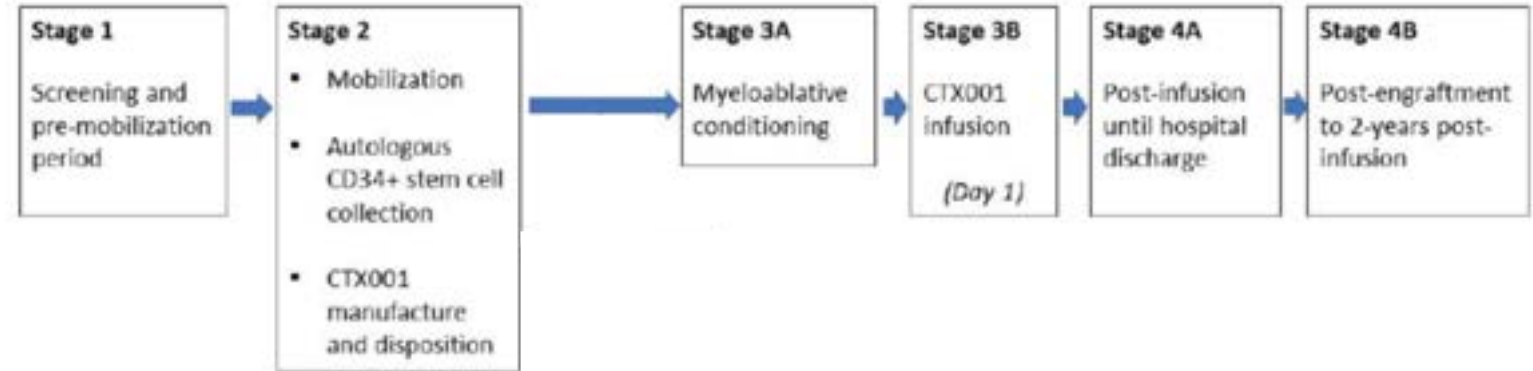 Stage 1
Screening and
pre-mobilization
period
Stage 2
▪ Mobilization
▪ Autologous
CD34+ stem cell
collection
▪ CTX001
manufacture
and disposition
Stage 3A
Myeloablative
conditioning
Stage 3B
CTX001
infusion
(Day 1)
Stage 4A
Post-infusion
until hospital
discharge
Stage 4B
Post-engraftment
to 2-years post-
infusion